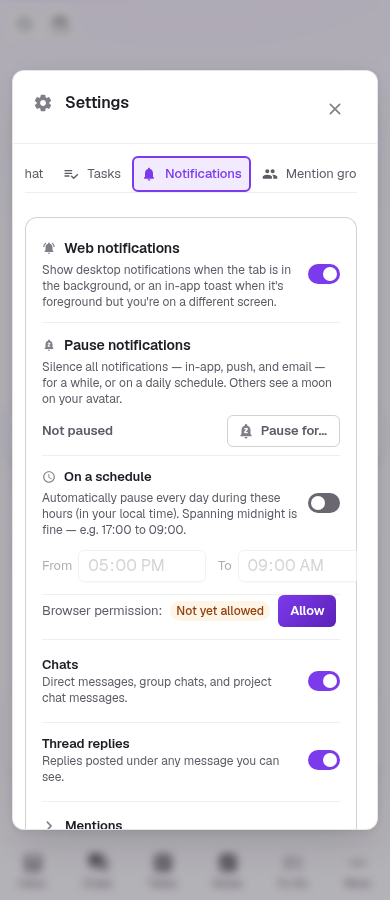 Settings
hat
Tasks
Notifications
Mention gro
Web notifications
Show desktop notifications when the tab is in
the background, or an in-app toast when it's
foreground but you're on a different screen.
Pause notifications
Silence all notifications — in-app, push, and email —
for a while, or on a daily schedule. Others see a moon
on your avatar.
Not paused
Pause for...
On a schedule
Automatically pause every day during these
hours (in your local time). Spanning midnight is
fine — e.g. 17:00 to 09:00.
From 05:00 PM To 09:00 AM
Browser permission: Not yet allowed Allow
Chats
Direct messages, group chats, and project
chat messages.
Thread replies
Replies posted under any message you can
see.
Mentions